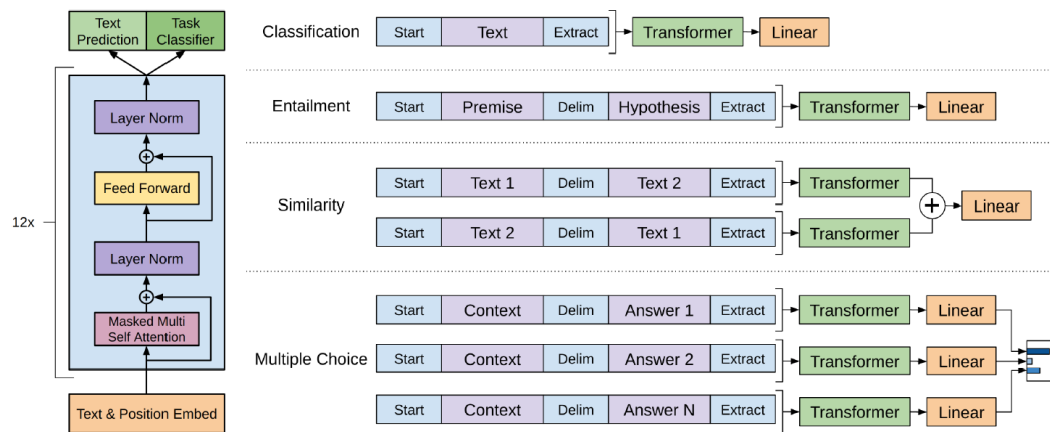 Text
Prediction
Task
Classifier
12x
Layer Norm
Feed Forward
Layer Norm
Masked Multi
Self Attention
Text & Position Embed
Classification
Start Text Extract Transformer Linear
Entailment
Start Premise Delim Hypothesis Extract Transformer Linear
Similarity
Start Text 1 Delim Text 2 Extract Transformer
Linear
Start Text 2 Delim Text 1 Extract Transformer
Multiple Choice
Start Context Delim Answer 1 Extract Transformer Linear
Start Context Delim Answer 2 Extract Transformer Linear
Start Context Delim Answer N Extract Transformer Linear